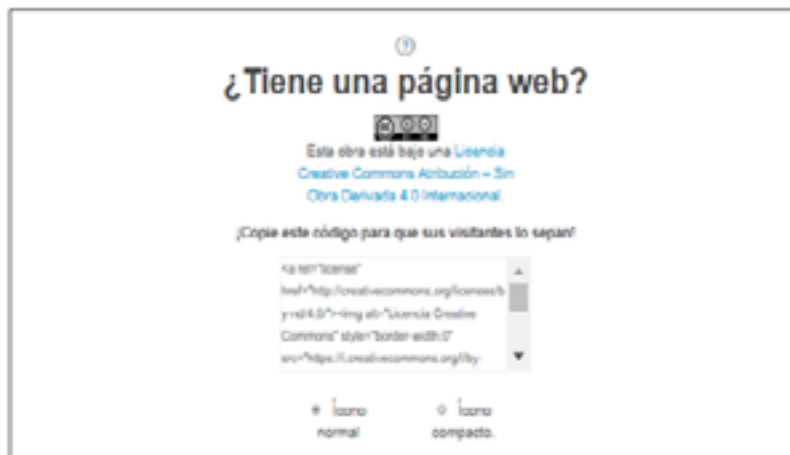 ¿Tiene una página web?
Esta obra está bajo una Licencia
Creative Commons Atribución – Sin
Obra Derivada 4.0 Internacional.
¡Copie este código para que sus visitantes lo sepan!
<a rel="license"
href="http://creativecommons.org/licenses/b
y-nd/4.0/"><img alt="Licencia Creative
Commons" style="border-width:0"
src="https://i.creativecommons.org/l/by-
Ícono normal
Ícono compacto.